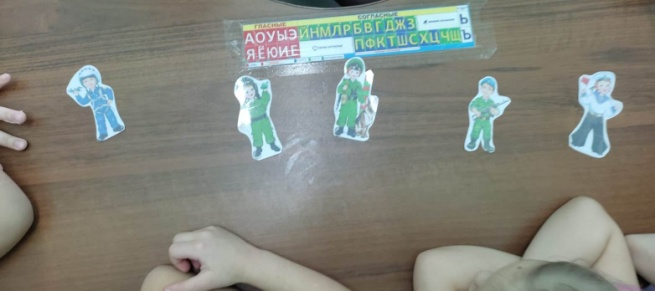 ГЛАСНЫЕ СОГЛАСНЫЕ
АОУЫЭ ЙНМЛРБВГДЖЗ Ь
ЯЁЮИЕ ПФКТШСХЦЧЩ Ъ